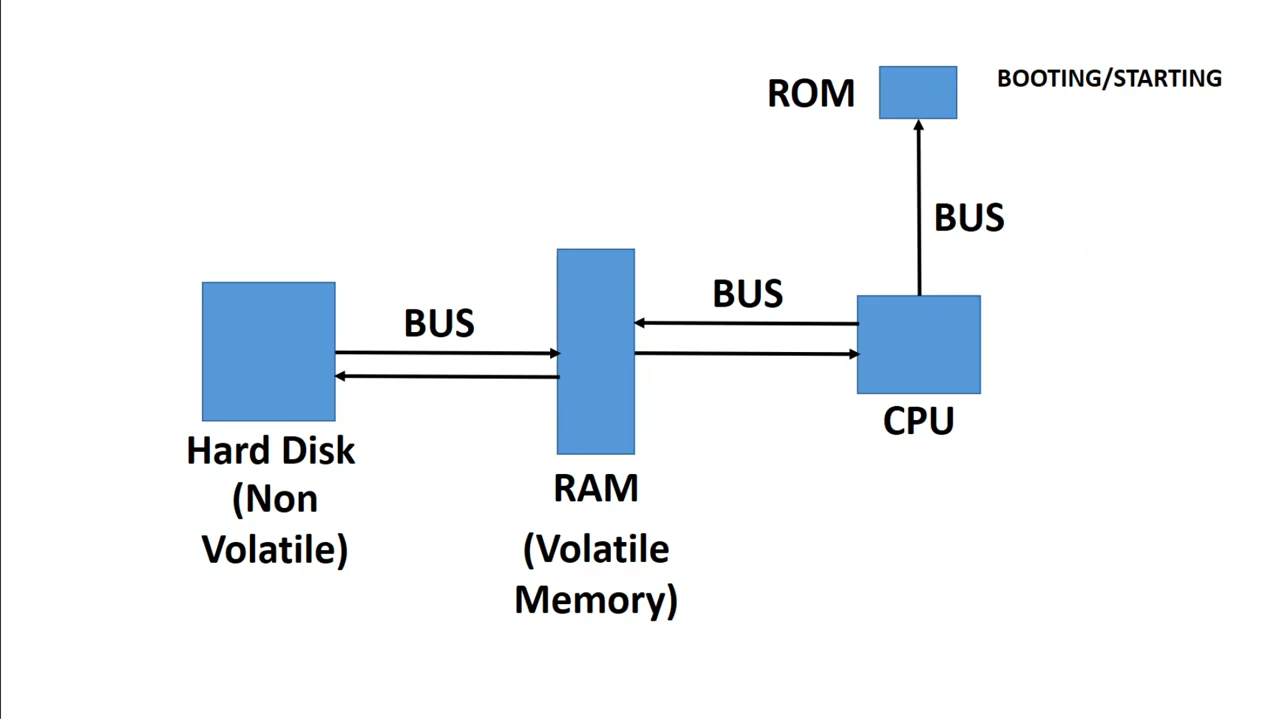 ROM
BOOTING/STARTING
BUS
BUS
BUS
Hard Disk
(Non
Volatile)
RAM
(Volatile
Memory)
CPU